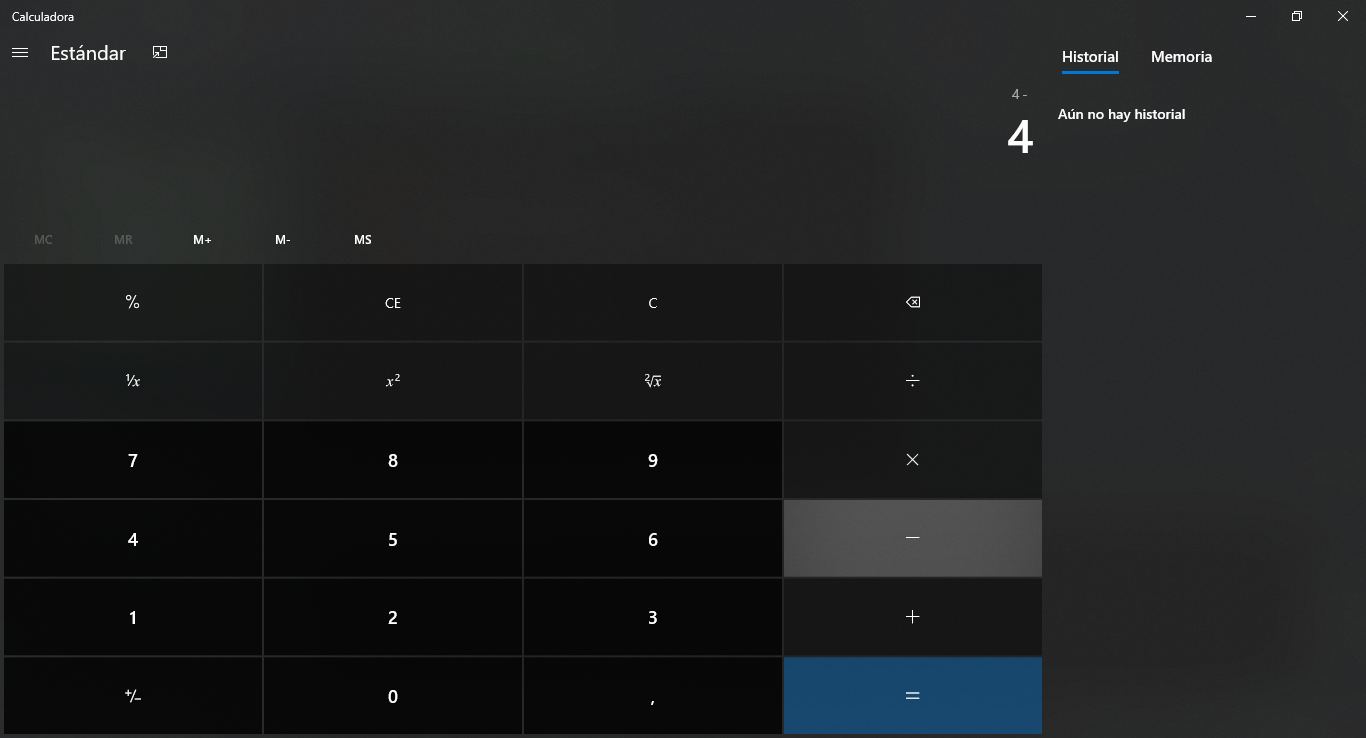 Calculadora
Estándar
Historial Memoria
4 -
4
Aún no hay historial
MC MR M+ M- MS
% CE C
¹/x x² ²√x ÷
7 8 9 ×
4 5 6 −
1 2 3 +
+/− 0 , =